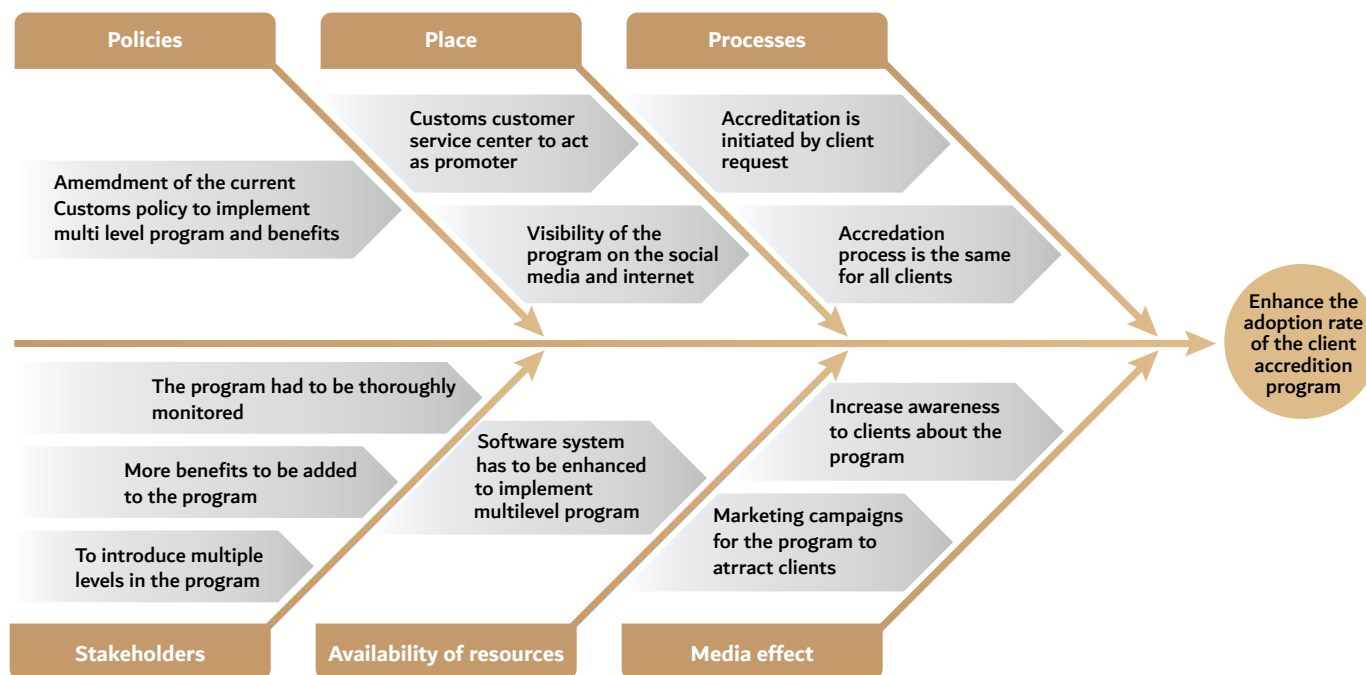 Policies
Place
Processes
Customs customer
service center to act
as promoter
Accreditation is
initiated by client
request
Amemdment of the current
Customs policy to implement
multi level program and benefits
Visibility of the
program on the social
media and internet
Accredation
process is the same
for all clients
Enhance the
adoption rate
of the client
accredition
program
The program had to be thoroughly
monitored
More benefits to be added
to the program
To introduce multiple
levels in the program
Software system
has to be enhanced
to implement
multilevel program
Increase awareness
to clients about the
program
Marketing campaigns
for the program to
atrract clients
Stakeholders
Availability of resources
Media effect